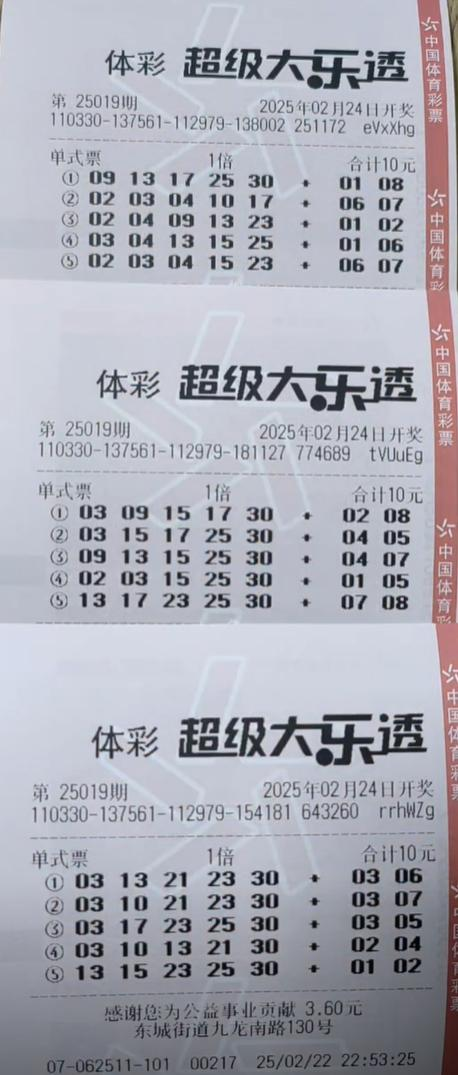 体彩 超级大乐透
第 25019期 2025年02月24日开奖
110330-137561-112979-138002 251172 eVxXhg
单式票 1倍 合计10元
① 09 13 17 25 30 + 01 08
② 02 03 04 10 17 + 06 07
③ 02 04 09 13 23 + 01 02
④ 03 04 13 15 25 + 01 06
⑤ 02 03 04 15 23 + 06 07
中国体育彩票
中国体育
体彩 超级大乐透
第 25019期 2025年02月24日开奖
110330-137561-112979-181127 774689 tVUuEg
单式票 1倍 合计10元
① 03 09 15 17 30 + 02 08
② 03 15 17 25 30 + 04 05
③ 09 13 15 25 30 + 04 07
④ 02 03 15 25 30 + 01 05
⑤ 13 17 23 25 30 + 07 08
中国体育彩票
中国体育彩
体彩 超级大乐透
第 25019期 2025年02月24日开奖
110330-137561-112979-154181 643260 rrhWZg
单式票 1倍 合计10元
① 03 13 21 23 30 + 03 06
② 03 10 21 23 30 + 03 07
③ 03 17 23 25 30 + 03 05
④ 03 10 13 21 30 + 02 04
⑤ 13 15 23 25 30 + 01 02
感谢您为公益事业贡献 3.60元
东城街道九龙南路130号
07-062511-101 00217 25/02/22 22:53:25
中国体育彩票
中国体育彩票